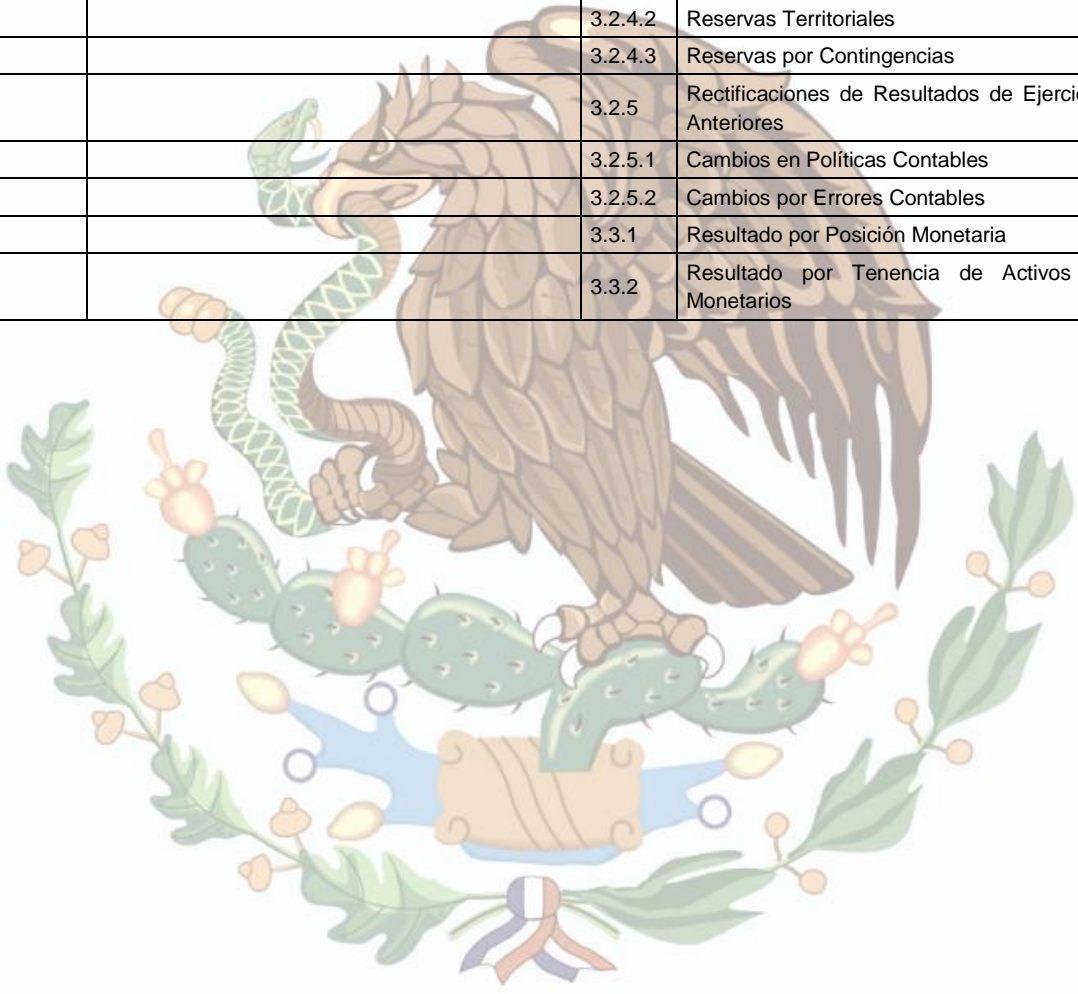 3.2.4.2 Reservas Territoriales
3.2.4.3 Reservas por Contingencias
3.2.5 Rectificaciones de Resultados de
Anteriores
3.2.5.1 Cambios en Políticas Contables
3.2.5.2 Cambios por Errores Contables
3.3.1 Resultado por Posición Monetaria
3.3.2 Resultado por Tenencia de Activos
Monetarios